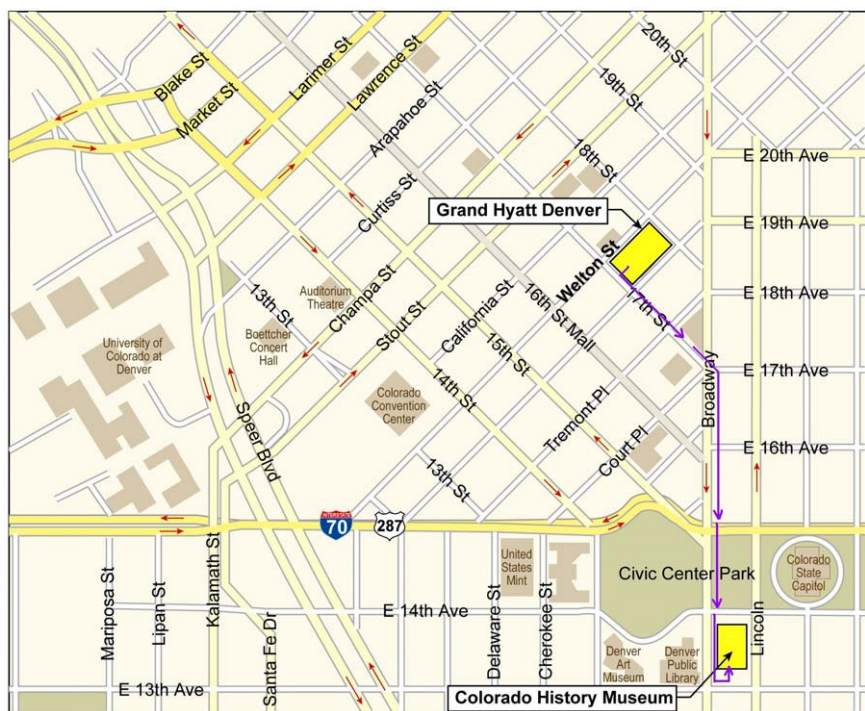 20th St
19th St
18th St
Blake St
Market St
Larimer St
Lawrence St
Arapahoe St
Curtiss St
E 20th Ave
Grand Hyatt Denver
E 19th Ave
Welton St
17th St
E 18th Ave
13th St
Auditorium
Theatre
Champa St
California St
16th St Mall
University of
Colorado at
Denver
Boettcher
Concert
Hall
Stout St
15th St
Broadway
E 17th Ave
Colorado
Convention
Center
14th St
Tremont Pl
Court Pl
E 16th Ave
Speer Blvd
13th St
INTERSTATE
70
287
Mariposa St
Lipan St
Kalamath St
Santa Fe Dr
United
States
Mint
Delaware St
Cherokee St
Civic Center Park
Colorado
State
Capitol
E 14th Ave
Lincoln
Denver
Art
Museum
Denver
Public
Library
E 13th Ave
Colorado History Museum